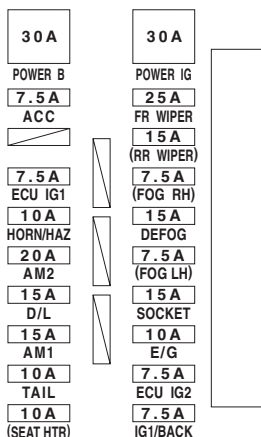 30A 30A
POWER B POWER IG
7.5A 25A
ACC FR WIPER
15A
(RR WIPER)
7.5A 7.5A
ECU IG1 (FOG RH)
10A 15A
HORN/HAZ DEFOG
20A 7.5A
AM2 (FOG LH)
15A 15A
D/L SOCKET
15A 10A
AM1 E/G
10A 7.5A
TAIL ECU IG2
10A 7.5A
(SEAT HTR) IG1/BACK